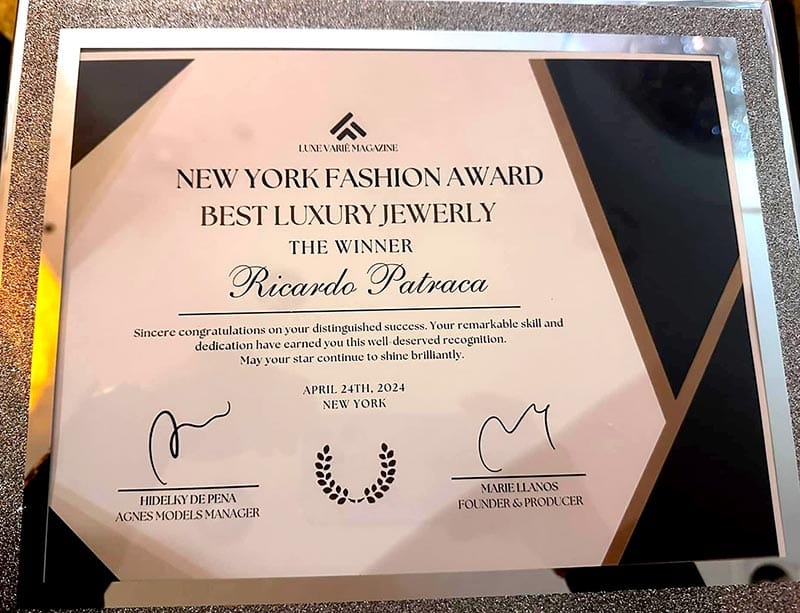 LUXE VARIÊ MAGAZINE
NEW YORK FASHION AWARD
BEST LUXURY JEWERLY
THE WINNER
Ricardo Patraca
Sincere congratulations on your distinguished success. Your remarkable skill and
dedication have earned you this well-deserved recognition.
May your star continue to shine brilliantly.
APRIL 24TH, 2024
NEW YORK
HIDELKY DE PENA
AGNES MODELS MANAGER
MARIE LLANOS
FOUNDER & PRODUCER